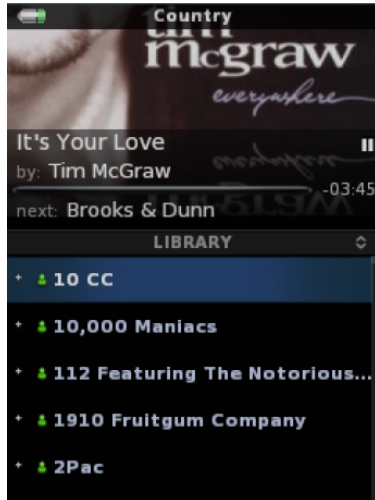 Country
tim
mcgraw
everywhere
It's Your Love
by: Tim McGraw
-03:45
next: Brooks & Dunn
LIBRARY
10 CC
10,000 Maniacs
112 Featuring The Notorious...
1910 Fruitgum Company
2Pac